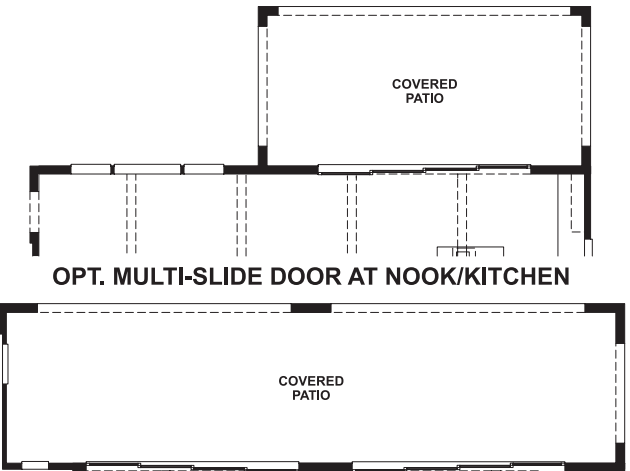 COVERED
PATIO
OPT. MULTI-SLIDE DOOR AT NOOK/KITCHEN
COVERED
PATIO